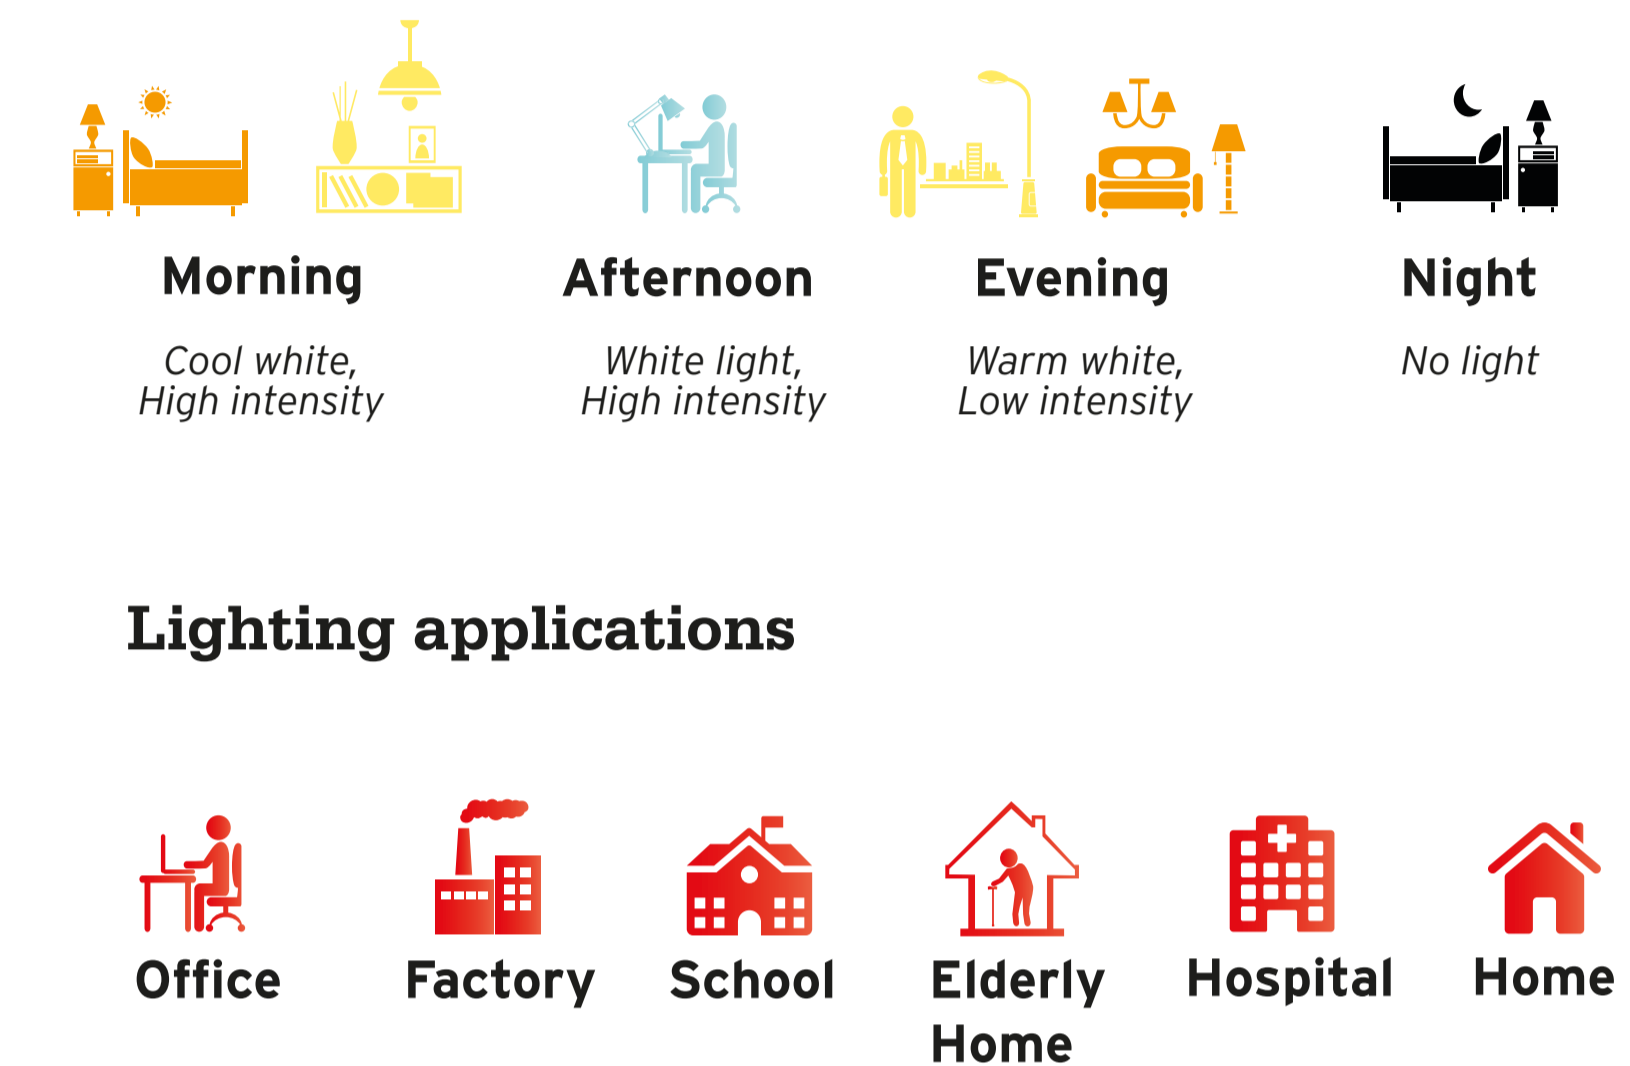 Morning
Afternoon
Evening
Night
Cool white,
High intensity
White light,
High intensity
Warm white,
Low intensity
No light
Lighting applications
Office
Factory
School
Elderly
Home
Hospital
Home